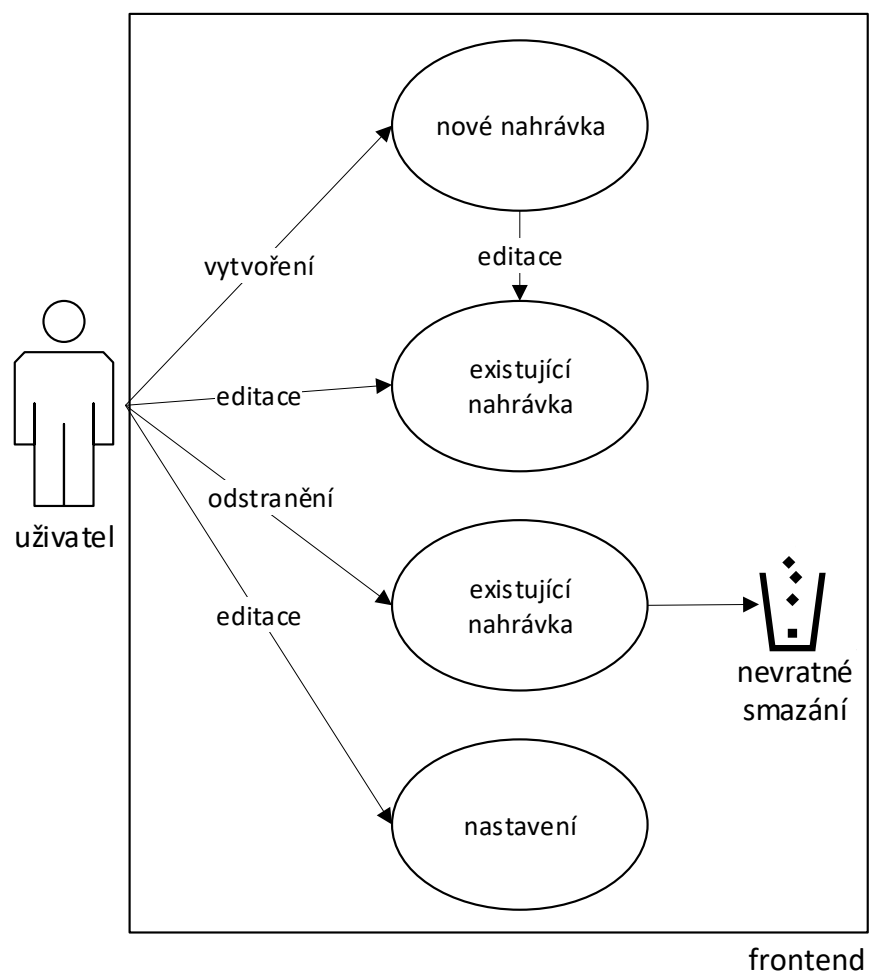 nové nahrávka
vytvoření
editace
existující
nahrávka
editace
odstranění
uživatel
existující
nahrávka
editace
nevratné
smazání
nastavení
frontend